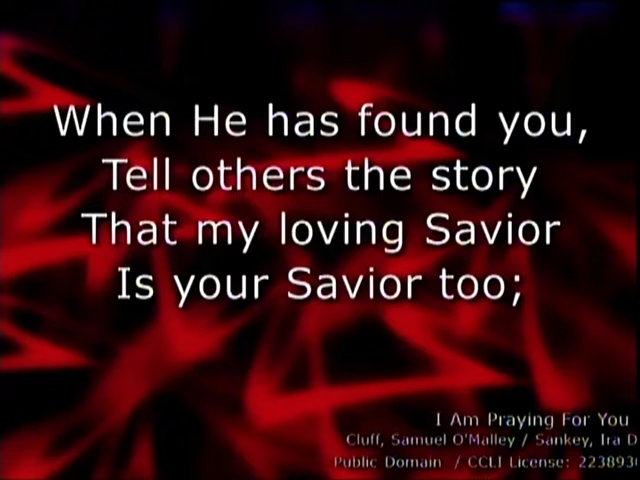 When He has found you,
Tell others the story
That my loving Savior
Is your Savior too;
I Am Praying For You
Cluff, Samuel O'Malley / Sankey, Ira D
Public Domain / CCLI License: 223893